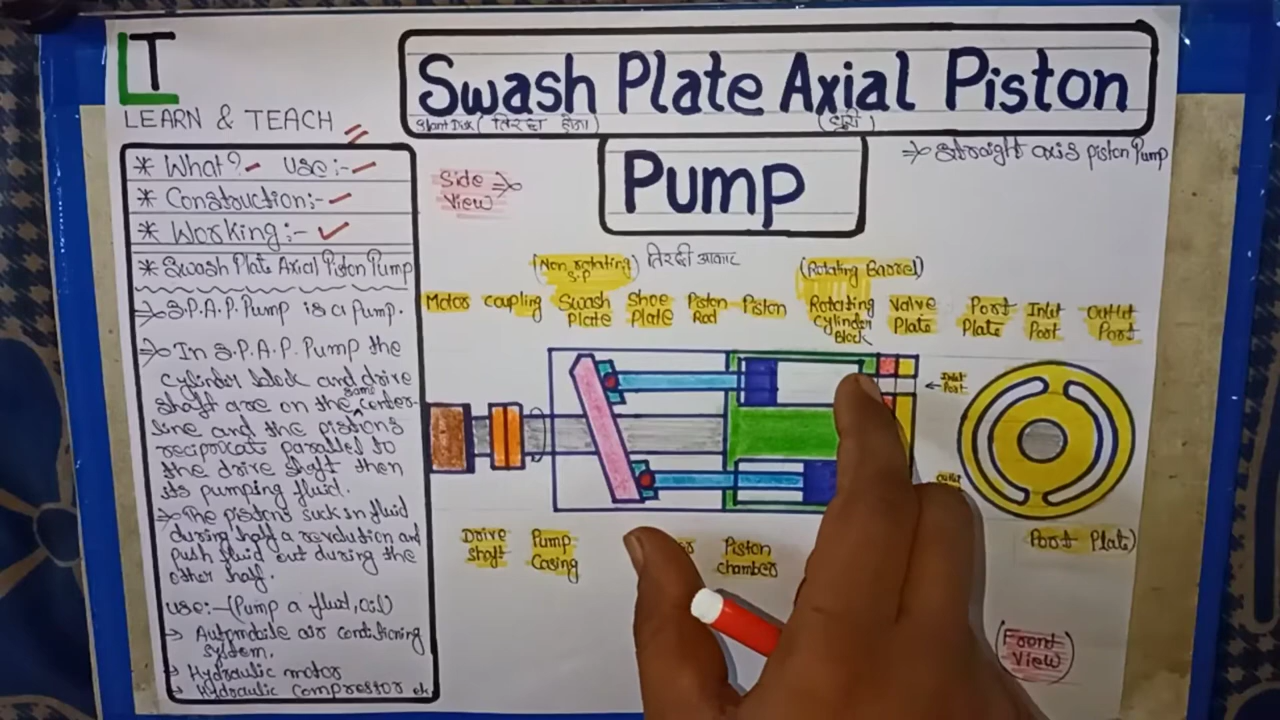 LT
LEARN & TEACH
Swash Plate Axial Piston
Slant Disk (तिरछा होना)
(धुरी)
Pump
⇒ Straight axis piston Pump
* What? use:-
* Construction:-
* Working:-
* Swash Plate Axial Piston Pump
⇒ S.P.A.P. Pump is a Pump.
⇒ In S.P.A.P. Pump the
cylinder block and drive
shaft are on the same center-
line and the pistons
reciprocate parallel to
the drive shaft then
its pumping fluid.
⇒ The pistons suck in fluid
during half a revolution and
push fluid out during the
other half.
use:- (Pump a fluid, oil)
→ Automobile air conditioning
system.
→ Hydraulic motor
→ Hydraulic compressor etc
Side
View
(Non rotating
S.P)
तिरछी आकार
(Rotating Barrel)
Motor coupling Swash Plate Shoe Plate Piston Rod Piston Rotating Cylinder Block Valve Plate Port Plate Inlet Port Outlet Port
Inlet
Port
Drive
shaft
Pump
Casing
Piston
chamber
Port Plate)
(Front
View)